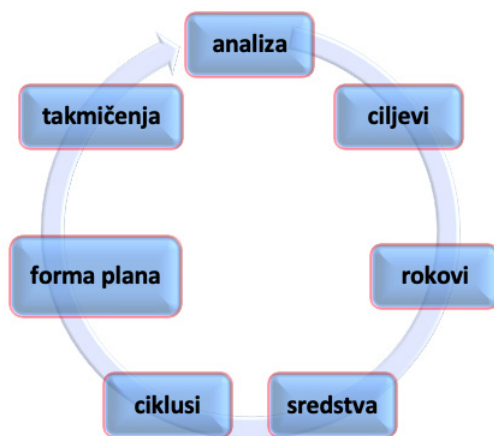 analiza
ciljevi
rokovi
sredstva
ciklusi
forma plana
takmičenja